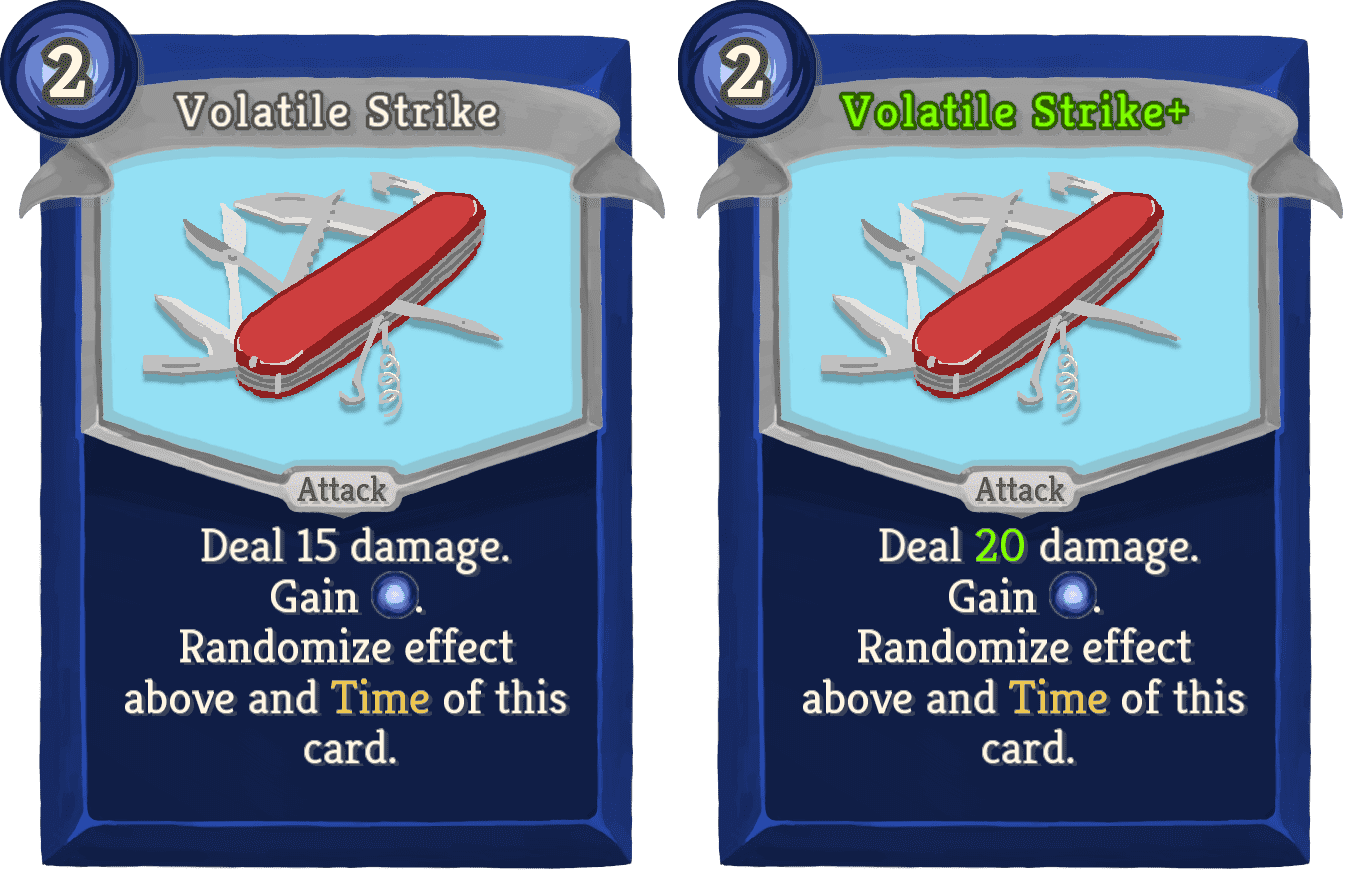 2
Volatile Strike
Attack
Deal 15 damage.
Gain .
Randomize effect
above and Time of this
card.
2
Volatile Strike+
Attack
Deal 20 damage.
Gain .
Randomize effect
above and Time of this
card.